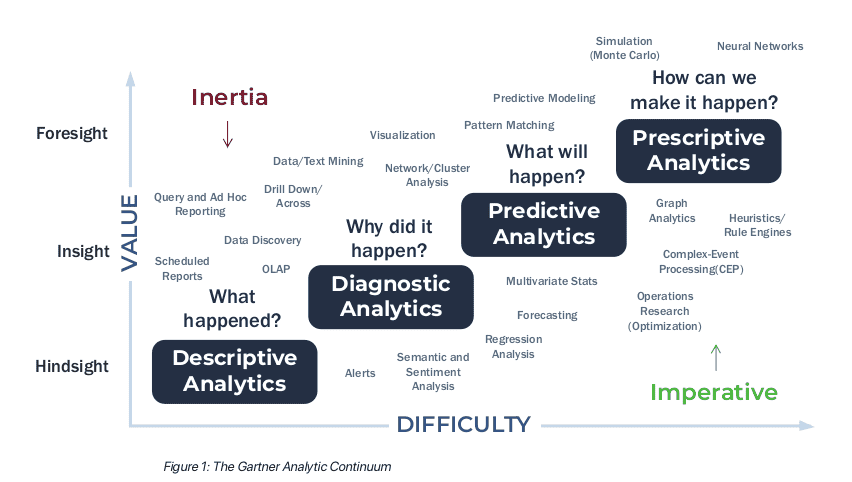 Simulation
(Monte Carlo)
Neural Networks
How can we
make it happen?
Inertia
Predictive Modeling
Foresight
Visualization
Pattern Matching
Prescriptive
Analytics
What will
happen?
Data/Text Mining
Network/Cluster
Analysis
Query and Ad Hoc
Reporting
Drill Down/
Across
Predictive
Analytics
Graph
Analytics
Heuristics/
Rule Engines
VALUE
Why did it
happen?
Data Discovery
Insight
Scheduled
Reports
OLAP
Complex-Event
Processing(CEP)
Diagnostic
Analytics
Multivariate Stats
What
happened?
Operations
Research
(Optimization)
Forecasting
Regression
Analysis
Hindsight
Descriptive
Analytics
Alerts
Semantic and
Sentiment
Analysis
Imperative
DIFFICULTY
Figure 1: The Gartner Analytic Continuum